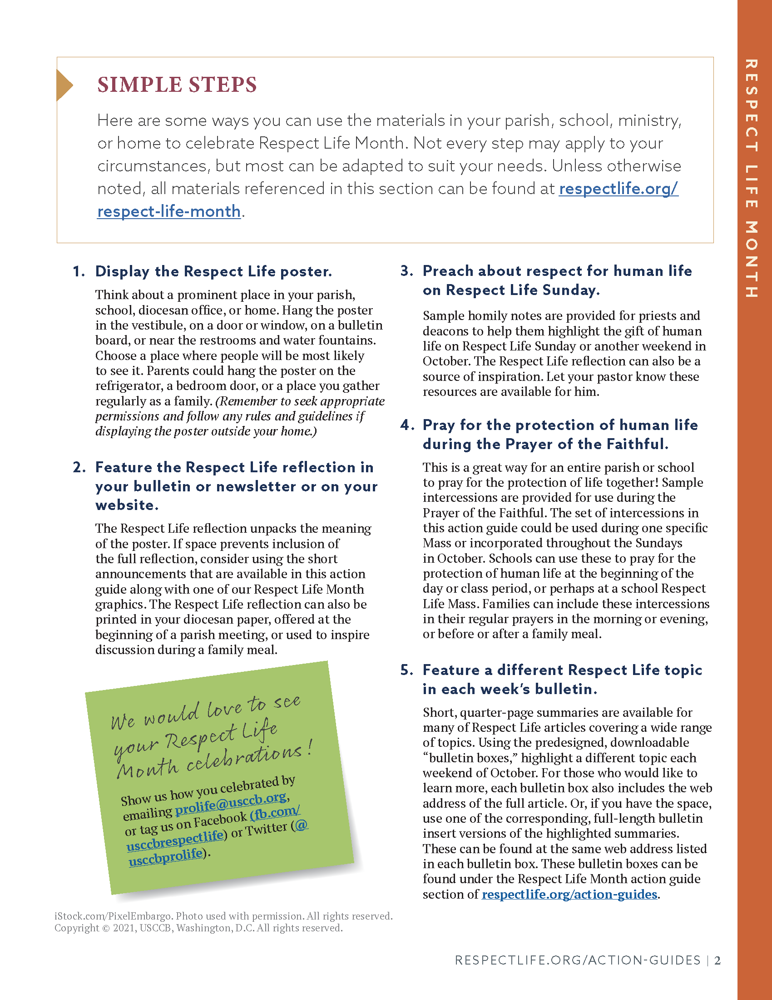 SIMPLE STEPS
Here are some ways you can use the materials in your parish, school, ministry,
or home to celebrate Respect Life Month. Not every step may apply to your
circumstances, but most can be adapted to suit your needs. Unless otherwise
noted, all materials referenced in this section can be found at respectlife.org/
respect-life-month.
1. Display the Respect Life poster.
Think about a prominent place in your parish,
school, diocesan office, or home. Hang the poster
in the vestibule, on a door or window, on a bulletin
board, or near the restrooms and water fountains.
Choose a place where people will be most likely
to see it. Parents could hang the poster on the
refrigerator, a bedroom door, or a place you gather
regularly as a family. (Remember to seek appropriate
permissions and follow any rules and guidelines if
displaying the poster outside your home.)
2. Feature the Respect Life reflection in
your bulletin or newsletter or on your
website.
The Respect Life reflection unpacks the meaning
of the poster. If space prevents inclusion of
the full reflection, consider using the short
announcements that are available in this action
guide along with one of our Respect Life Month
graphics. The Respect Life reflection can also be
printed in your diocesan paper, offered at the
beginning of a parish meeting, or used to inspire
discussion during a family meal.
We would love to see
your Respect Life
Month celebrations!
Show us how you celebrated by
emailing prolife@usccb.org,
or tag us on Facebook (fb.com/
usccbrespectlife) or Twitter (@
usccbprolife).
3. Preach about respect for human life
on Respect Life Sunday.
Sample homily notes are provided for priests and
deacons to help them highlight the gift of human
life on Respect Life Sunday or another weekend in
October. The Respect Life reflection can also be a
source of inspiration. Let your pastor know these
resources are available for him.
4. Pray for the protection of human life
during the Prayer of the Faithful.
This is a great way for an entire parish or school
to pray for the protection of life together! Sample
intercessions are provided for use during the
Prayer of the Faithful. The set of intercessions in
this action guide could be used during one specific
Mass or incorporated throughout the Sundays
in October. Schools can use these to pray for the
protection of human life at the beginning of the
day or class period, or perhaps at a school Respect
Life Mass. Families can include these intercessions
in their regular prayers in the morning or evening,
or before or after a family meal.
5. Feature a different Respect Life topic
in each week's bulletin.
Short, quarter-page summaries are available for
many of Respect Life articles covering a wide range
of topics. Using the predesigned, downloadable
“bulletin boxes,” highlight a different topic each
weekend of October. For those who would like to
learn more, each bulletin box also includes the web
address of the full article. Or, if you have the space,
use one of the corresponding, full-length bulletin
insert versions of the highlighted summaries.
These can be found at the same web address listed
in each bulletin box. These bulletin boxes can be
found under the Respect Life Month action guide
section of respectlife.org/action-guides.
iStock.com/PixelEmbargo. Photo used with permission. All rights reserved.
Copyright © 2021, USCCB, Washington, D.C. All rights reserved.
RESPECTLIFE.ORG/ACTION-GUIDES | 2
RESPECT LIFE MONTH